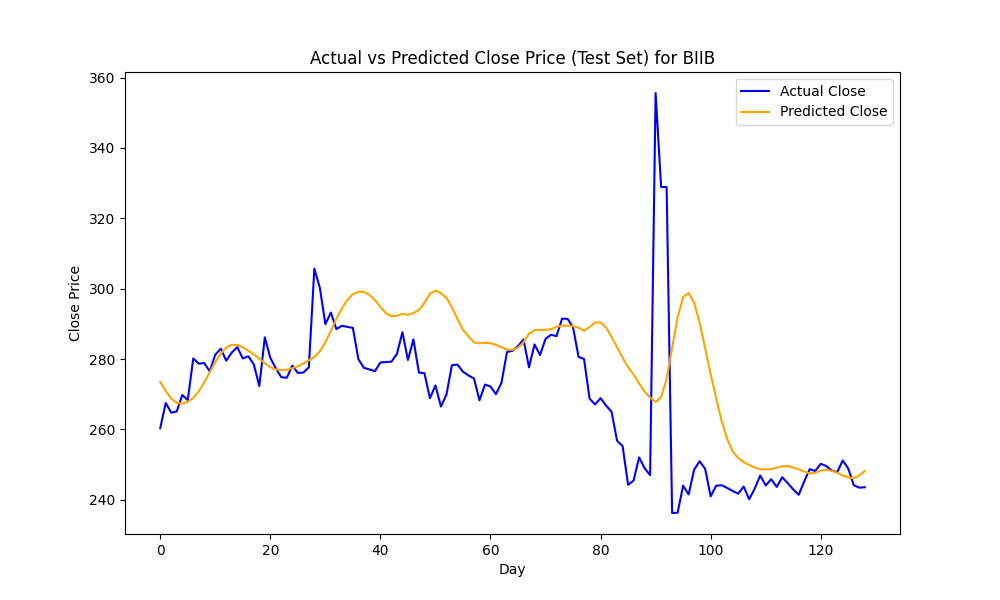 Actual vs Predicted Close Price (Test Set) for BIIB
Actual Close
Predicted Close
Close Price
360
340
320
300
280
260
240
0 20 40 60 80 100 120
Day